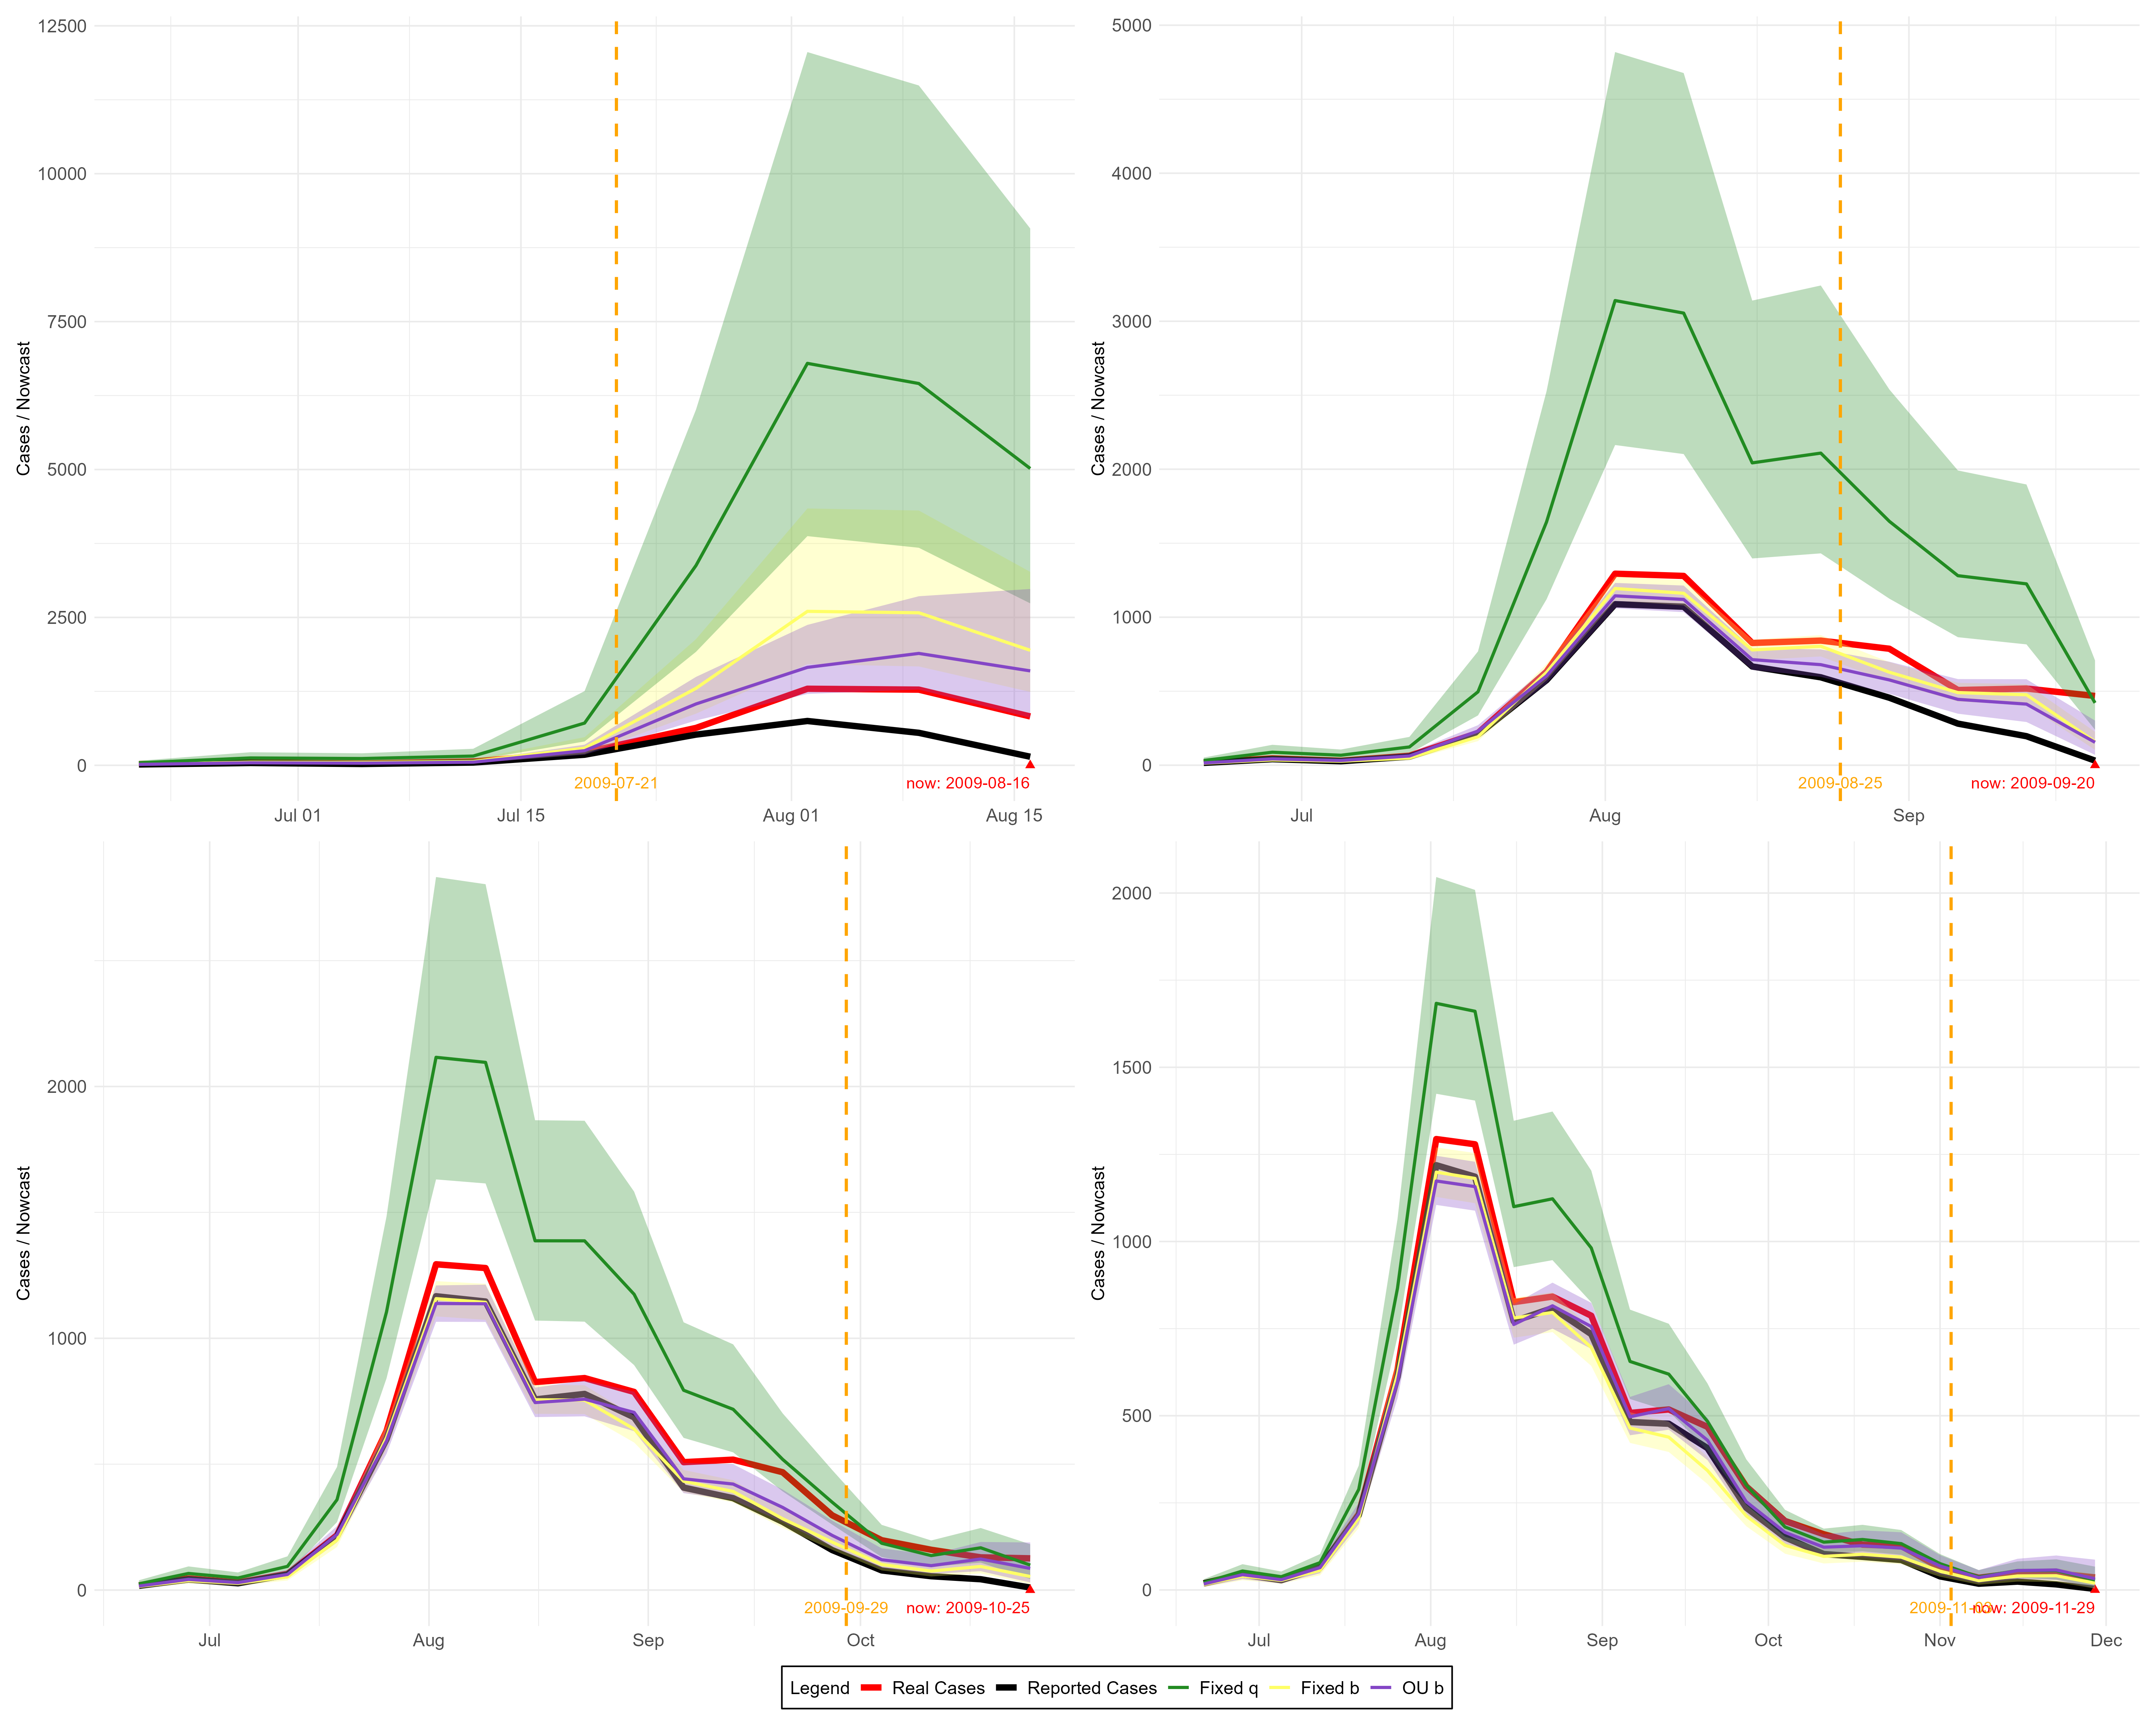 12500
10000
7500
5000
2500
0
Cases / Nowcast
2009-07-21
now: 2009-08-16
Jul 01
Jul 15
Aug 01
Aug 15
5000
4000
3000
2000
1000
0
Cases / Nowcast
2009-08-25
now: 2009-09-20
Jul
Aug
Sep
2000
1000
0
Cases / Nowcast
2009-09-29
now: 2009-10-25
Jul
Aug
Sep
Oct
2000
1500
1000
500
0
Cases / Nowcast
now: 2009-11-29
Jul
Aug
Sep
Oct
Nov
Dec
Legend Real Cases Reported Cases Fixed q Fixed b OU b